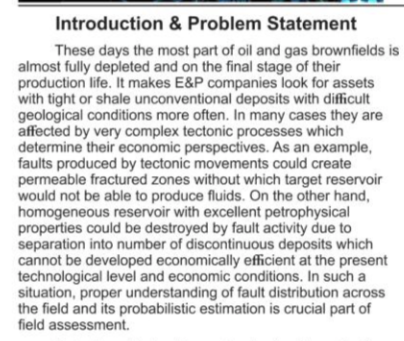 Introduction & Problem Statement
These days the most part of oil and gas brownfields is
almost fully depleted and on the final stage of their
production life. It makes E&P companies look for assets
with tight or shale unconventional deposits with difficult
geological conditions more often. In many cases they are
affected by very complex tectonic processes which
determine their economic perspectives. As an example,
faults produced by tectonic movements could create
permeable fractured zones without which target reservoir
would not be able to produce fluids. On the other hand,
homogeneous reservoir with excellent petrophysical
properties could be destroyed by fault activity due to
separation into number of discontinuous deposits which
cannot be developed economically efficient at the present
technological level and economic conditions. In such a
situation, proper understanding of fault distribution across
the field and its probabilistic estimation is crucial part of
field assessment.